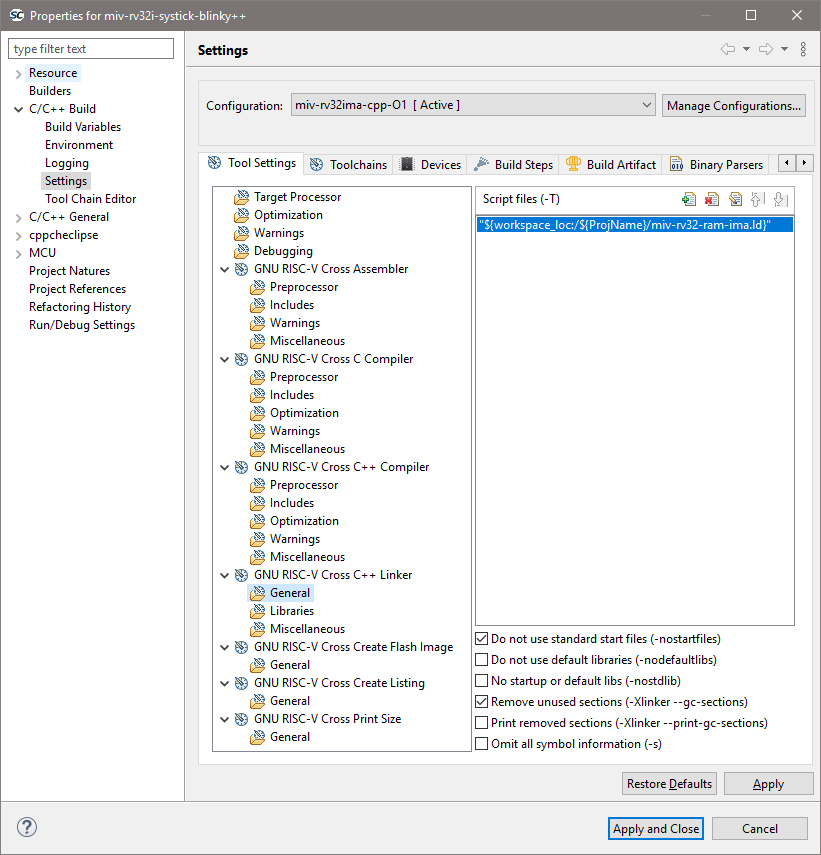 Properties for miv-rv32i-systick-blinky++
type filter text
Resource
Builders
C/C++ Build
Build Variables
Environment
Logging
Settings
Tool Chain Editor
C/C++ General
cppcheclipse
MCU
Project Natures
Project References
Refactoring History
Run/Debug Settings
Settings
Configuration: miv-rv32ima-cpp-O1 [ Active ] Manage Configurations...
Tool Settings Toolchains Devices Build Steps Build Artifact Binary Parsers
Target Processor
Optimization
Warnings
Debugging
GNU RISC-V Cross Assembler
Preprocessor
Includes
Warnings
Miscellaneous
GNU RISC-V Cross C Compiler
Preprocessor
Includes
Optimization
Warnings
Miscellaneous
GNU RISC-V Cross C++ Compiler
Preprocessor
Includes
Optimization
Warnings
Miscellaneous
GNU RISC-V Cross C++ Linker
General
Libraries
Miscellaneous
GNU RISC-V Cross Create Flash Image
General
GNU RISC-V Cross Create Listing
General
GNU RISC-V Cross Print Size
General
Script files (-T)
"${workspace_loc:/${ProjName}/miv-rv32-ram-ima.ld}"
Do not use standard start files (-nostartfiles)
Do not use default libraries (-nodefaultlibs)
No startup or default libs (-nostdlib)
Remove unused sections (-Xlinker --gc-sections)
Print removed sections (-Xlinker --print-gc-sections)
Omit all symbol information (-s)
Restore Defaults Apply
Apply and Close Cancel